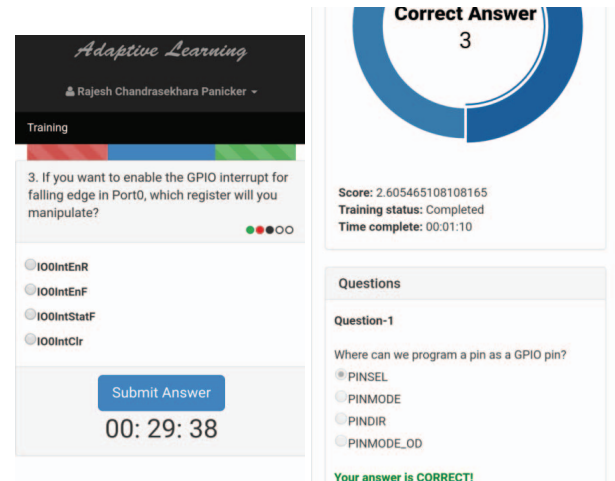 Adaptive Learning
Rajesh Chandrasekhara Panicker
Training
3. If you want to enable the GPIO interrupt for
falling edge in Port0, which register will you
manipulate?
IO0IntEnR
IO0IntEnF
IO0IntStatF
IO0IntClr
Submit Answer
00: 29: 38
Correct Answer
3
Score: 2.605465108108165
Training status: Completed
Time complete: 00:01:10
Questions
Question-1
Where can we program a pin as a GPIO pin?
PINSEL
PINMODE
PINDIR
PINMODE_OD
Your answer is CORRECT!